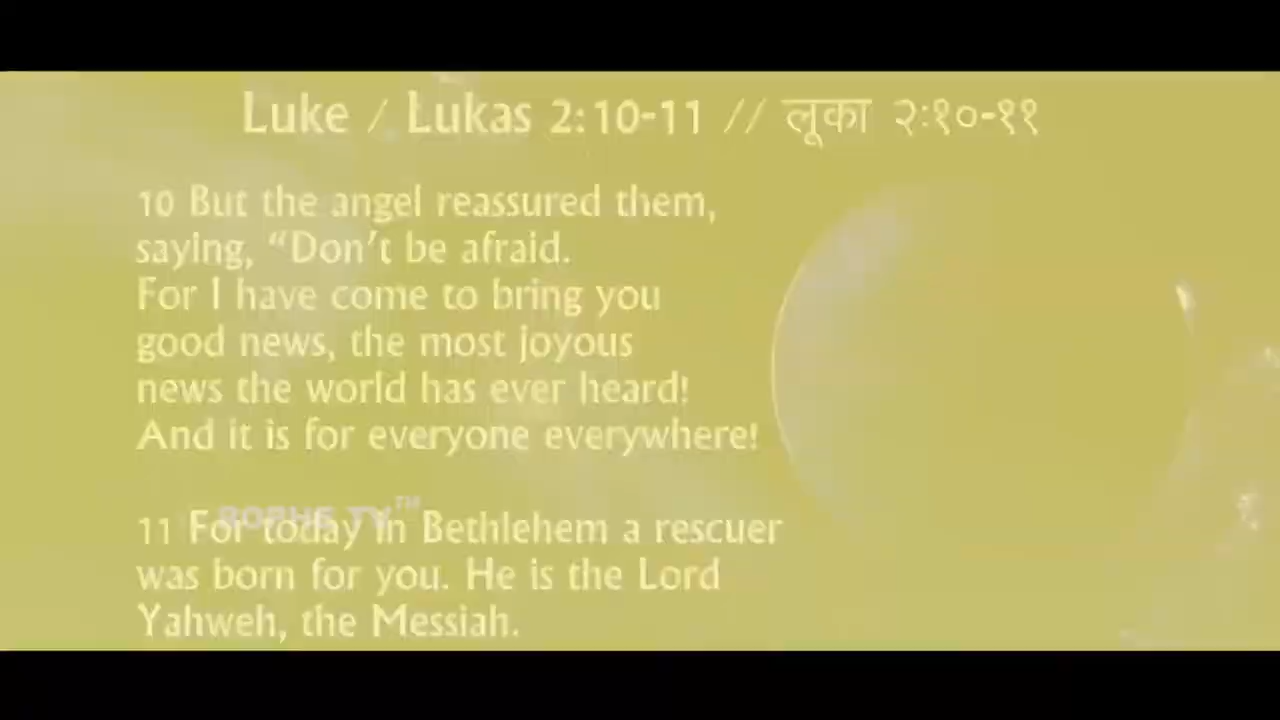 Luke / Lukas 2:10-11 // लूका २:१०-११
10 But the angel reassured them,
saying, “Don’t be afraid.
For I have come to bring you
good news, the most joyous
news the world has ever heard!
And it is for everyone everywhere!
11 For today in Bethlehem a rescuer
was born for you. He is the Lord
Yahweh, the Messiah.